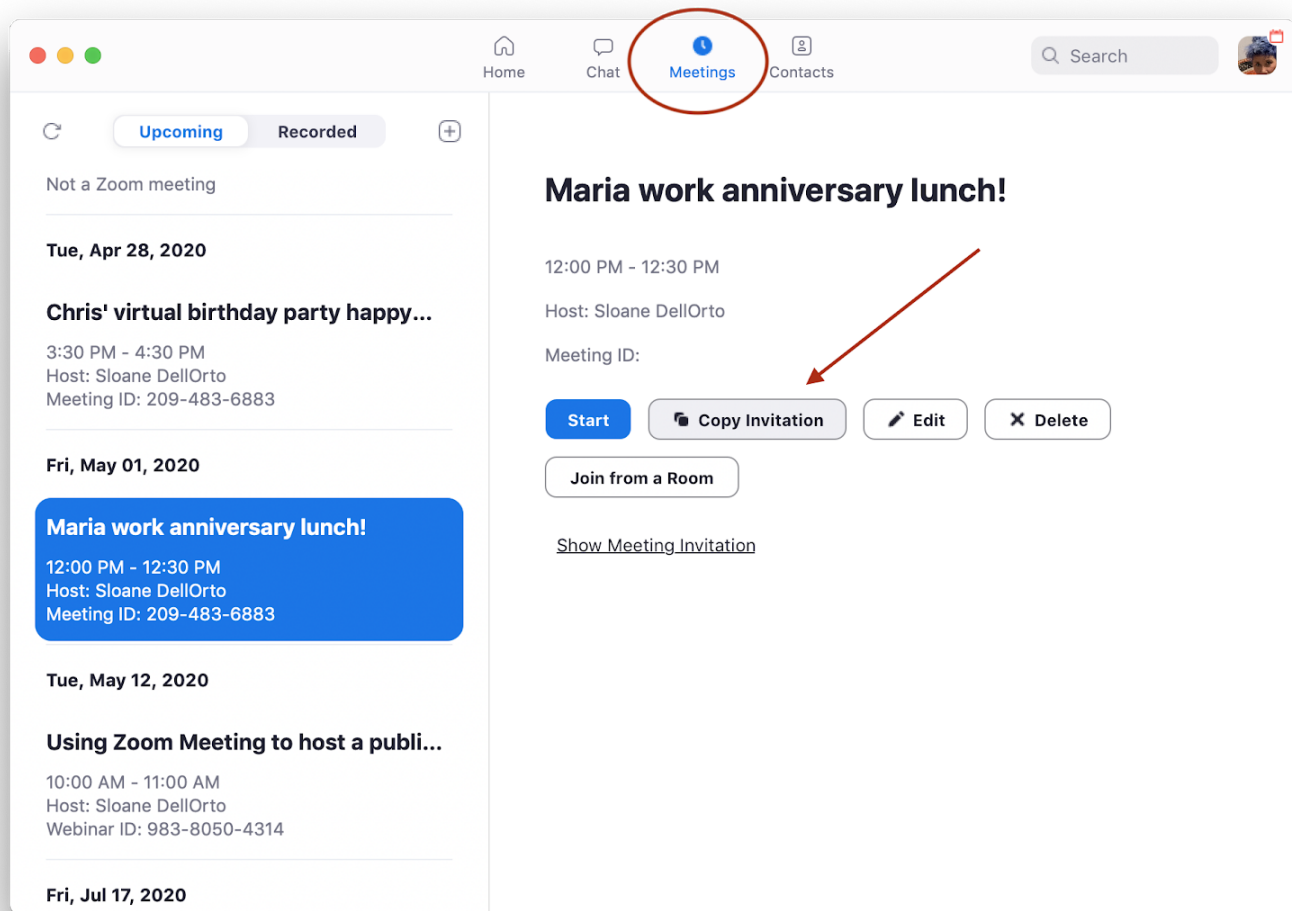 Home
Chat
Meetings
Contacts
Search
Upcoming
Recorded
Not a Zoom meeting
Tue, Apr 28, 2020
Chris' virtual birthday party happy...
3:30 PM - 4:30 PM
Host: Sloane DellOrto
Meeting ID: 209-483-6883
Fri, May 01, 2020
Maria work anniversary lunch!
12:00 PM - 12:30 PM
Host: Sloane DellOrto
Meeting ID: 209-483-6883
Tue, May 12, 2020
Using Zoom Meeting to host a publi...
10:00 AM - 11:00 AM
Host: Sloane DellOrto
Webinar ID: 983-8050-4314
Fri, Jul 17, 2020
Maria work anniversary lunch!
12:00 PM - 12:30 PM
Host: Sloane DellOrto
Meeting ID:
Start
Copy Invitation
Edit
Delete
Join from a Room
Show Meeting Invitation